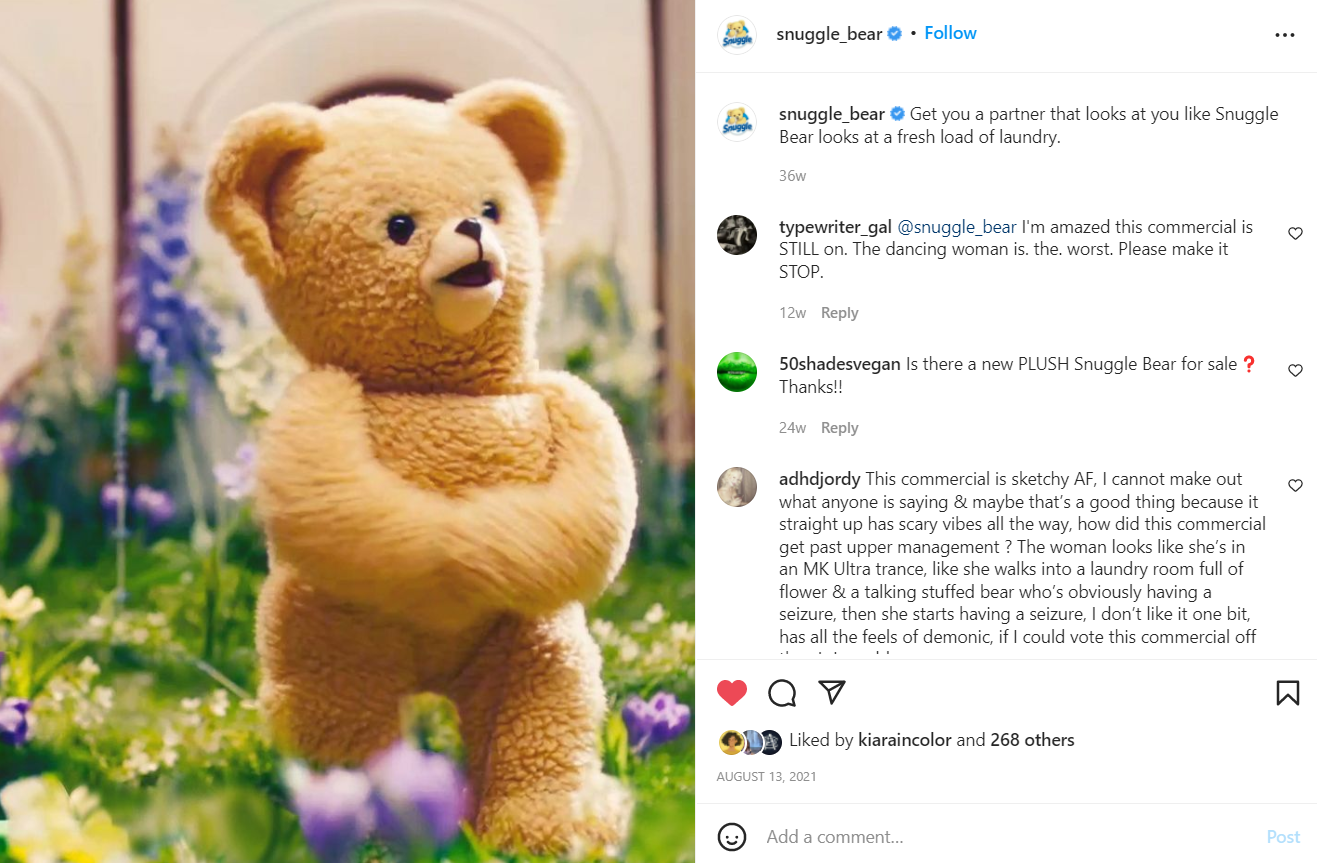 snuggle_bear • Follow
snuggle_bear Get you a partner that looks at you like Snuggle
Bear looks at a fresh load of laundry.
36w
typewriter_gal @snuggle_bear I'm amazed this commercial is
STILL on. The dancing woman is. the. worst. Please make it
STOP.
12w Reply
50shadesvegan Is there a new PLUSH Snuggle Bear for sale❓
Thanks!!
24w Reply
adhdjordy This commercial is sketchy AF, I cannot make out
what anyone is saying & maybe that's a good thing because it
straight up has scary vibes all the way, how did this commercial
get past upper management ? The woman looks like she's in
an MK Ultra trance, like she walks into a laundry room full of
flower & a talking stuffed bear who's obviously having a
seizure, then she starts having a seizure, I don't like it one bit,
has all the feels of demonic, if I could vote this commercial off
Liked by kiaraincolor and 268 others
AUGUST 13, 2021
Add a comment...
Post
Snuggle
Snuggle